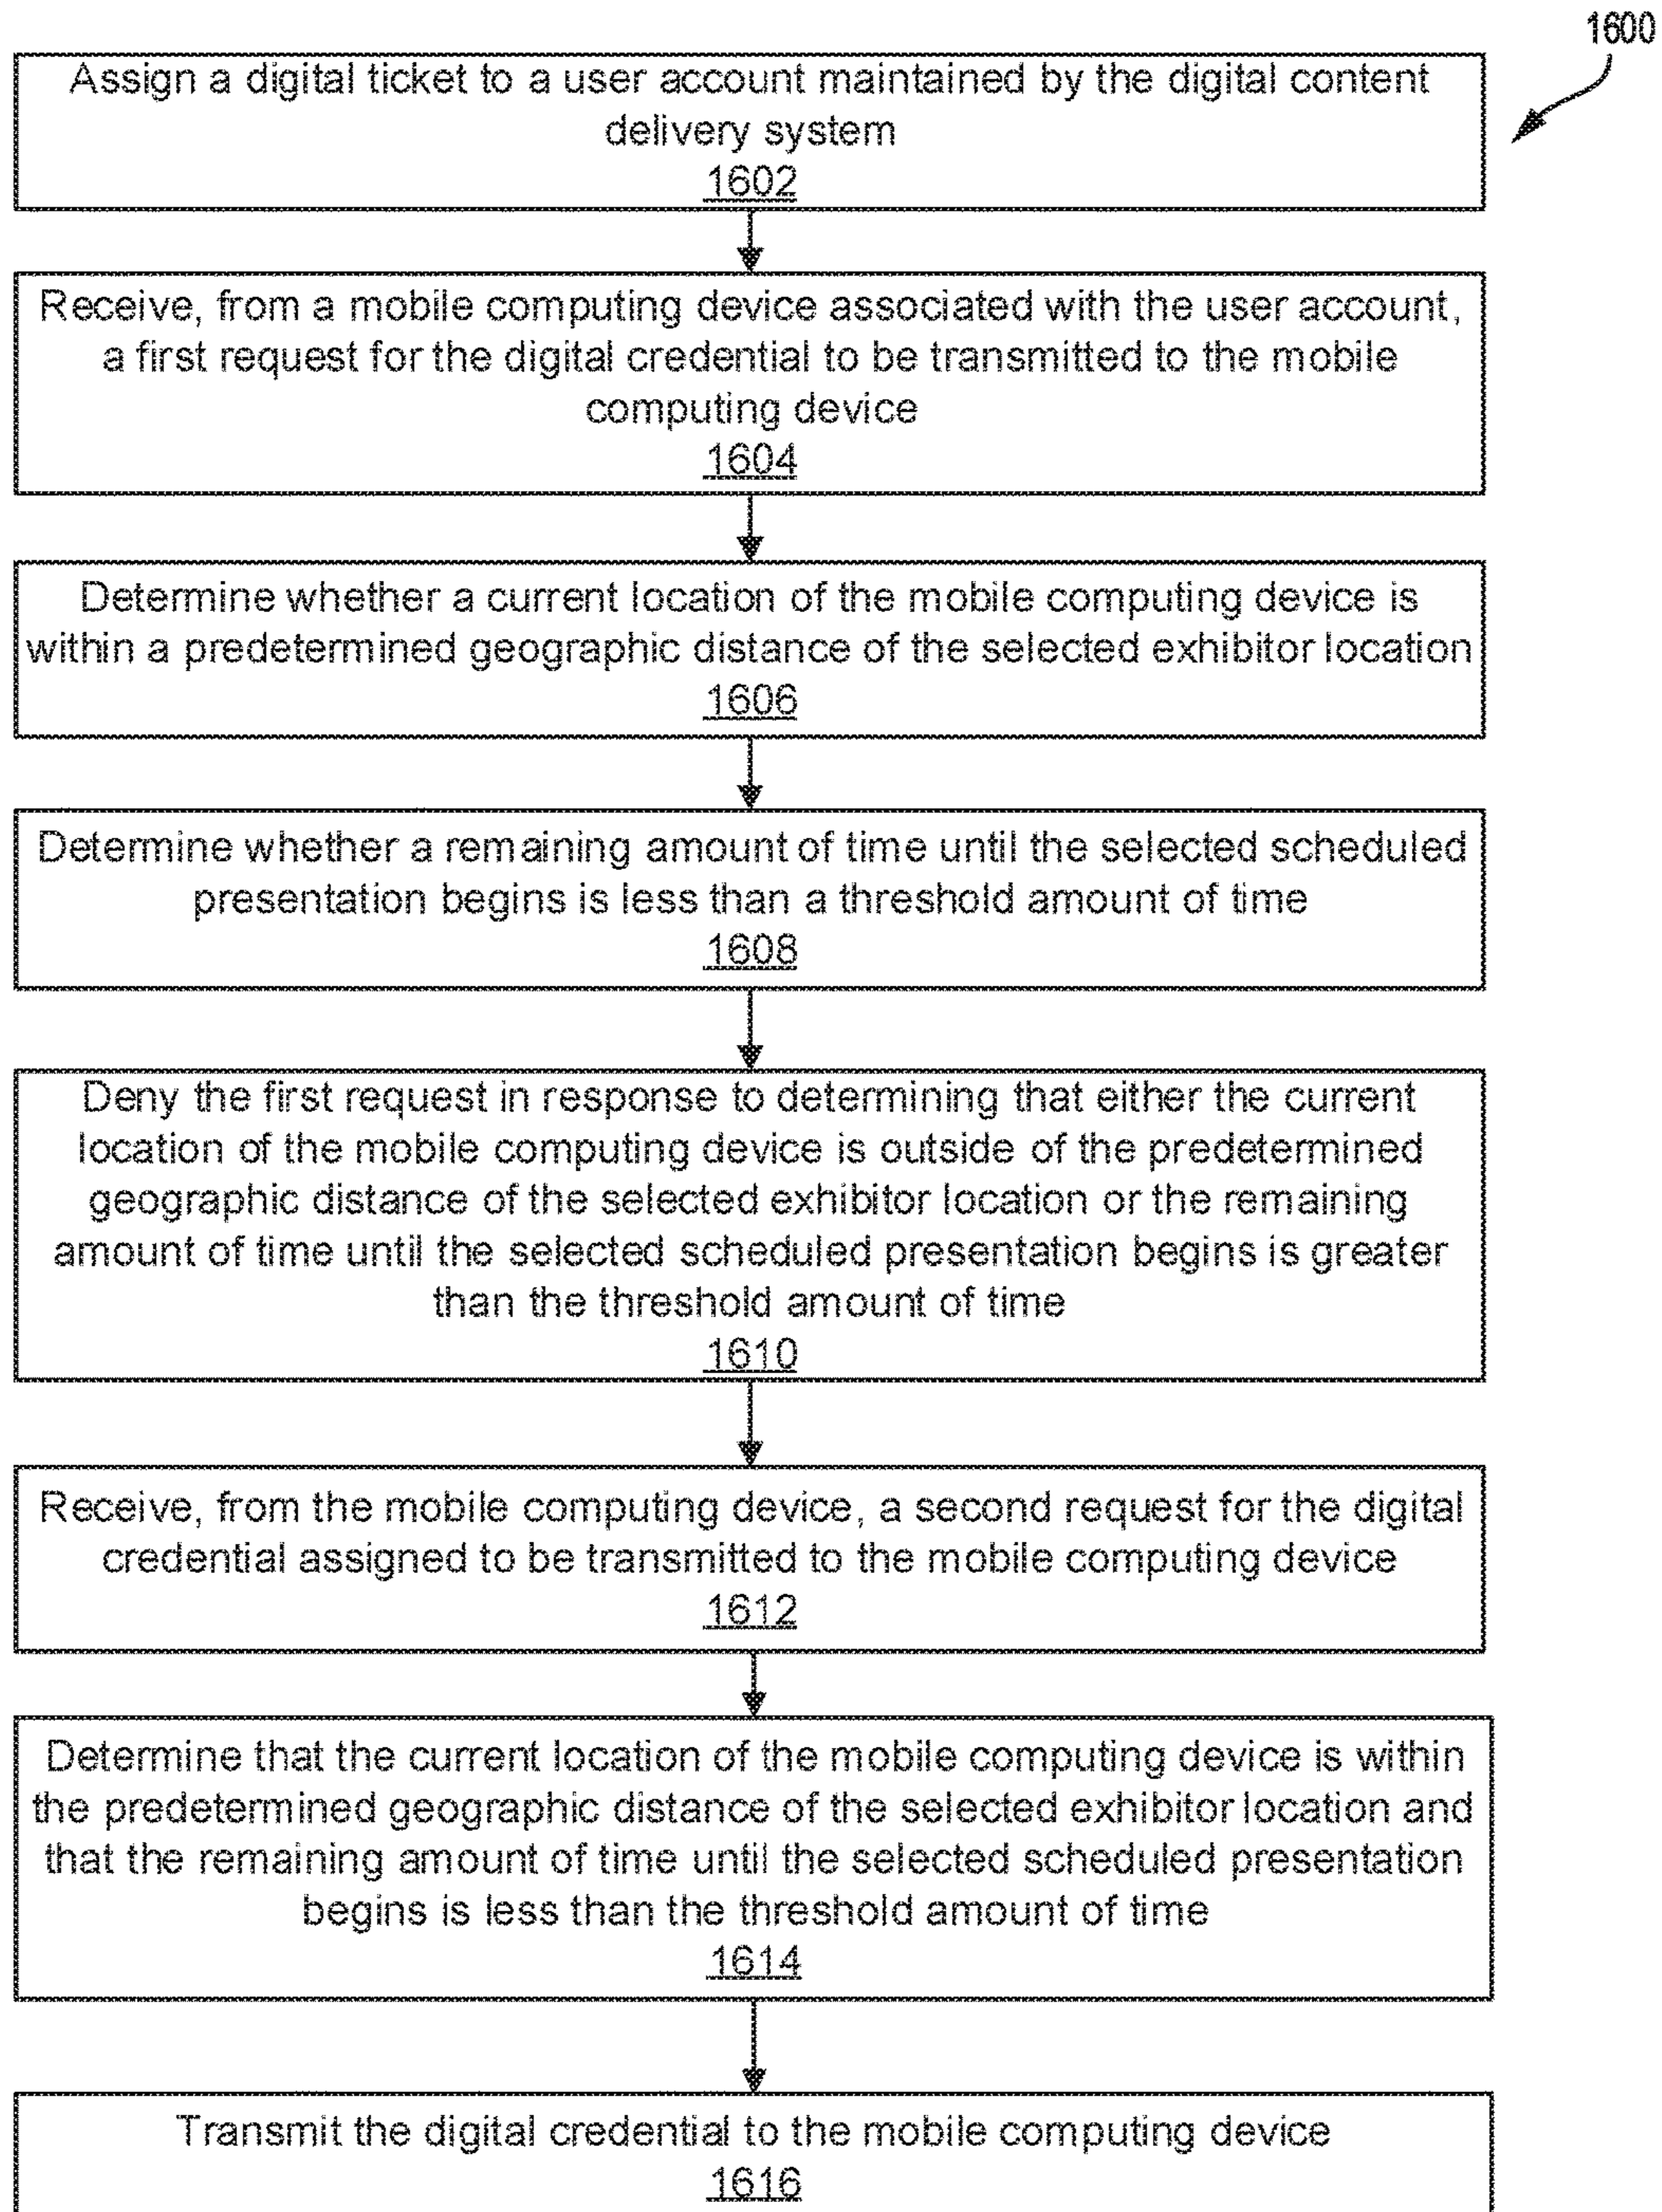 1600
Assign a digital ticket to a user account maintained by the digital content
delivery system
1602
Receive, from a mobile computing device associated with the user account,
a first request for the digital credential to be transmitted to the mobile
computing device
1604
Determine whether a current location of the mobile computing device is
within a predetermined geographic distance of the selected exhibitor location
1606
Determine whether a remaining amount of time until the selected scheduled
presentation begins is less than a threshold amount of time
1608
Deny the first request in response to determining that either the current
location of the mobile computing device is outside of the predetermined
geographic distance of the selected exhibitor location or the remaining
amount of time until the selected scheduled presentation begins is greater
than the threshold amount of time
1610
Receive, from the mobile computing device, a second request for the digital
credential assigned to be transmitted to the mobile computing device
1612
Determine that the current location of the mobile computing device is within
the predetermined geographic distance of the selected exhibitor location and
that the remaining amount of time until the selected scheduled presentation
begins is less than the threshold amount of time
1614
Transmit the digital credential to the mobile computing device
1616